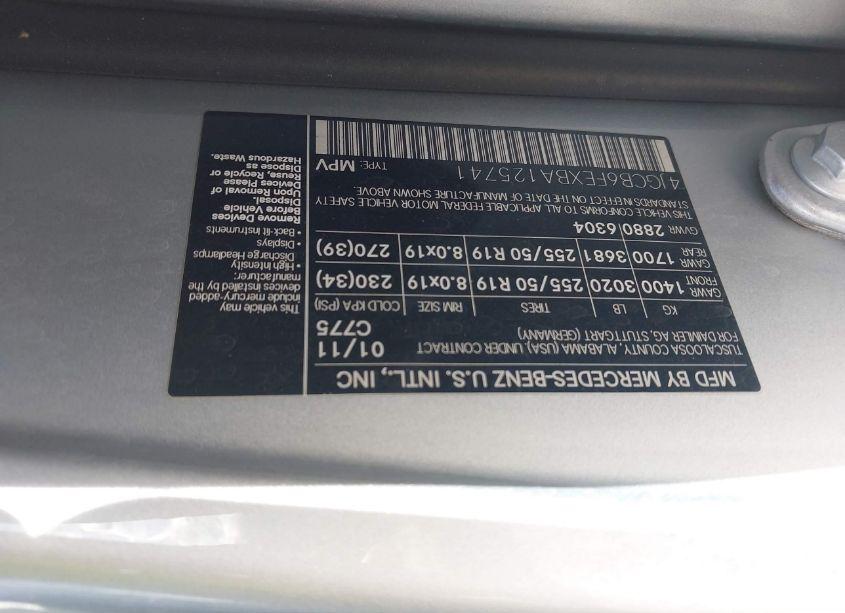 MFD BY MERCEDES-BENZ U.S. INTL., INC
TUSCALOOSA COUNTY, ALABAMA (USA), UNDER CONTRACT 01/11
FOR DAIMLER AG, STUTTGART (GERMANY) C775
KG LB TIRES RIM SIZE COLD KPA (PSI)
GAWR FRONT 1400 3020 255/50 R19 8.0x19 230(34)
GAWR REAR 1700 3681 255/50 R19 8.0x19 270(39)
GVWR 2880 6304
THIS VEHICLE CONFORMS TO ALL APPLICABLE FEDERAL MOTOR VEHICLE SAFETY
STANDARDS IN EFFECT ON THE DATE OF MANUFACTURE SHOWN ABOVE.
4JGCB6FEXBA125741 TYPE: MPV
This vehicle may
include mercury-added
devices installed by the
manufacturer:
• High intensity
Discharge Headlamps
• Displays
• Back-lit instruments
Remove Devices
Before Vehicle
Disposal.
Upon Removal of
Devices Please
Reuse, Recycle or
Dispose as
Hazardous Waste.